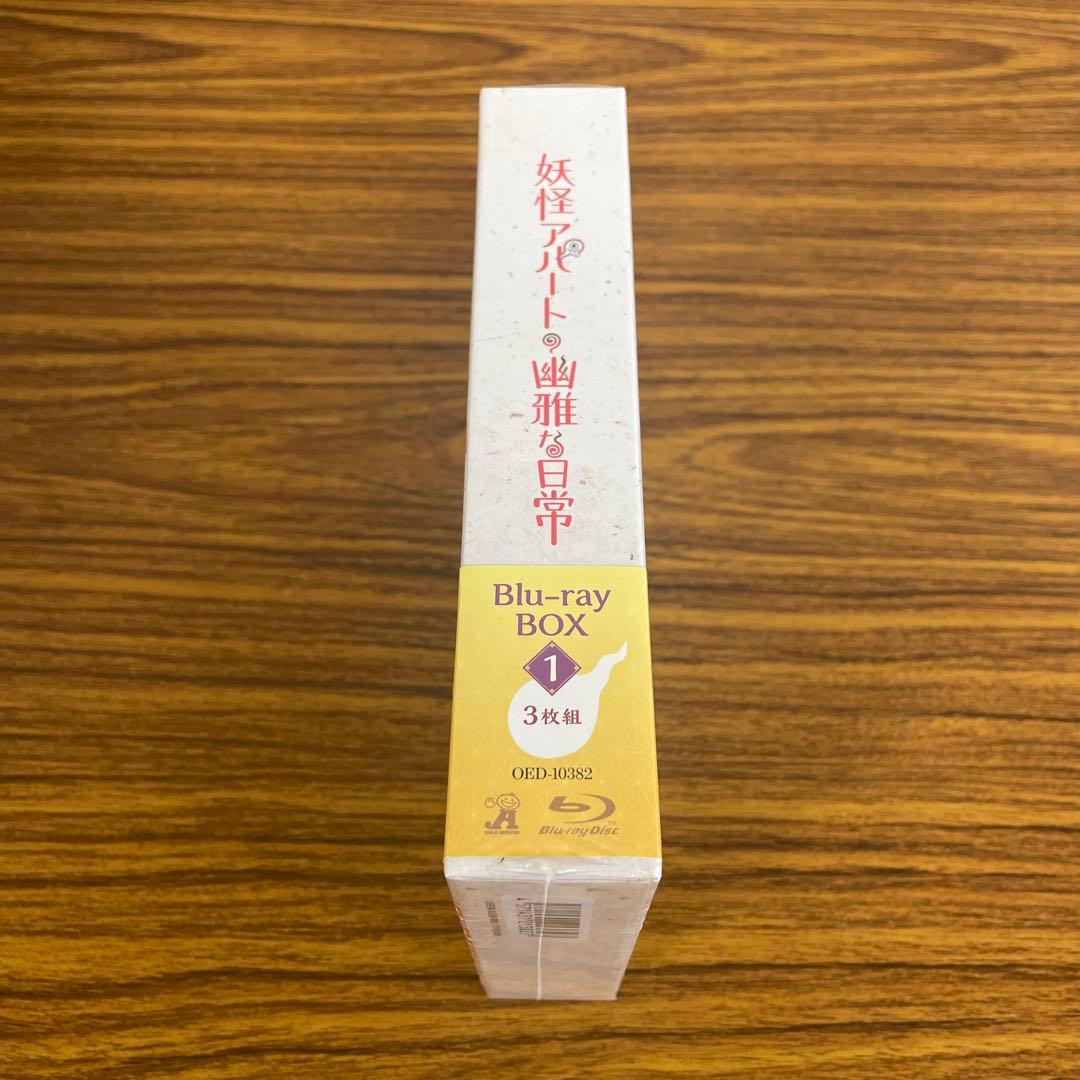 妖怪アパートの幽雅な日常
Blu-ray
BOX
1
3枚組
OED-10382
Blu-ray Disc
TM